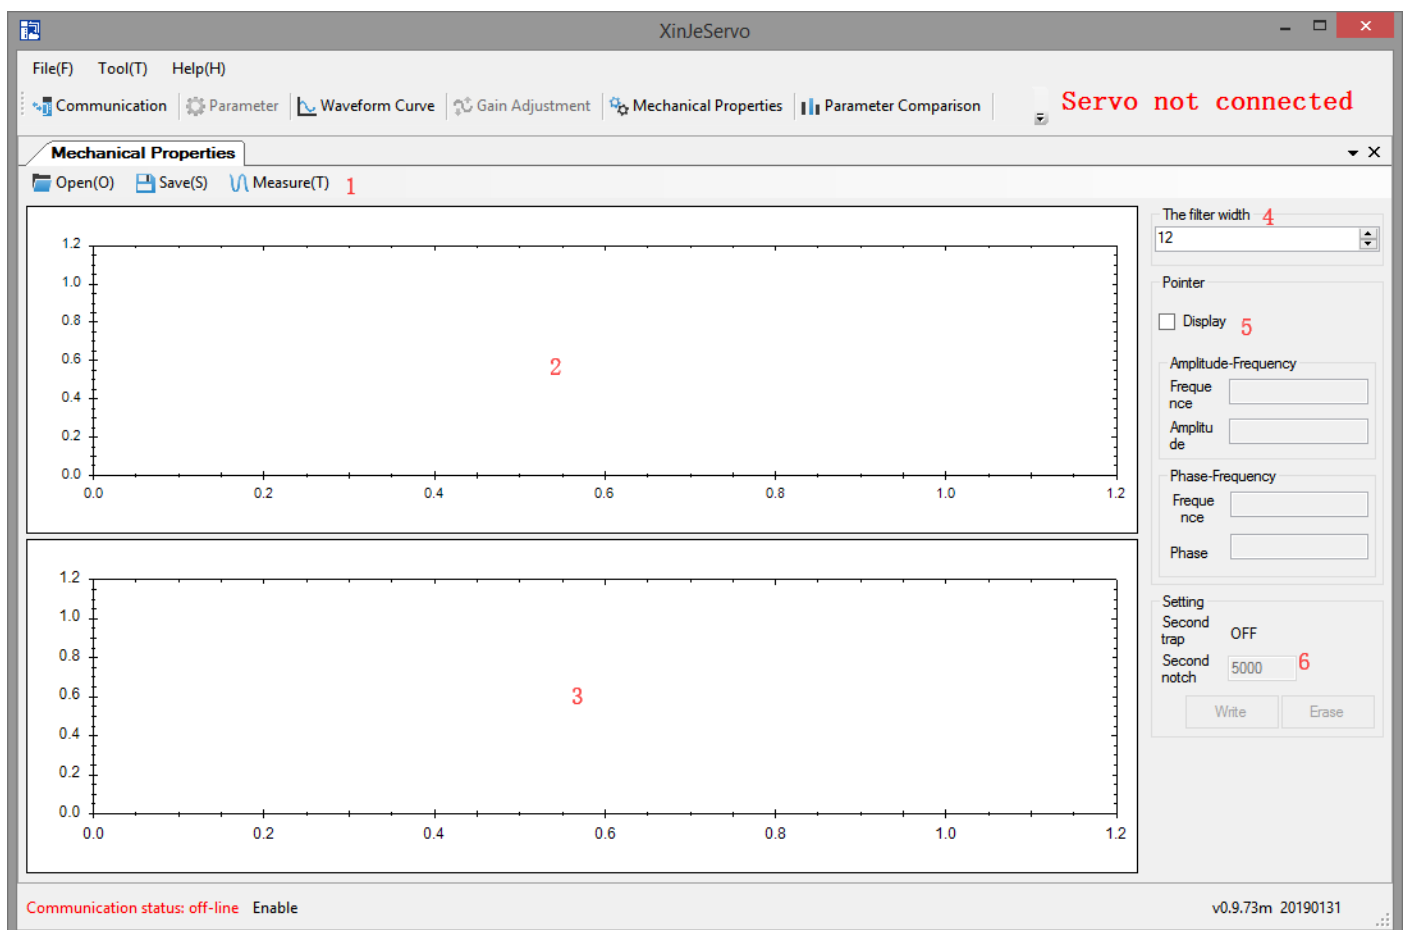 XinJeServo
File(F) Tool(T) Help(H)
Communication Parameter Waveform Curve Gain Adjustment Mechanical Properties Parameter Comparison Servo not connected
Mechanical Properties
Open(O) Save(S) Measure(T) 1
1.2
1.0
0.8
0.6
0.4
0.2
0.0
0.0 0.2 0.4 0.6 0.8 1.0 1.2
2
1.2
1.0
0.8
0.6
0.4
0.2
0.0
0.0 0.2 0.4 0.6 0.8 1.0 1.2
3
The filter width 4
12
Pointer
Display 5
Amplitude-Frequency
Freque
nce
Amplitu
de
Phase-Frequency
Freque
nce
Phase
Setting
Second
trap OFF
Second
notch 5000 6
Write Erase
Communication status: off-line Enable v0.9.73m 20190131